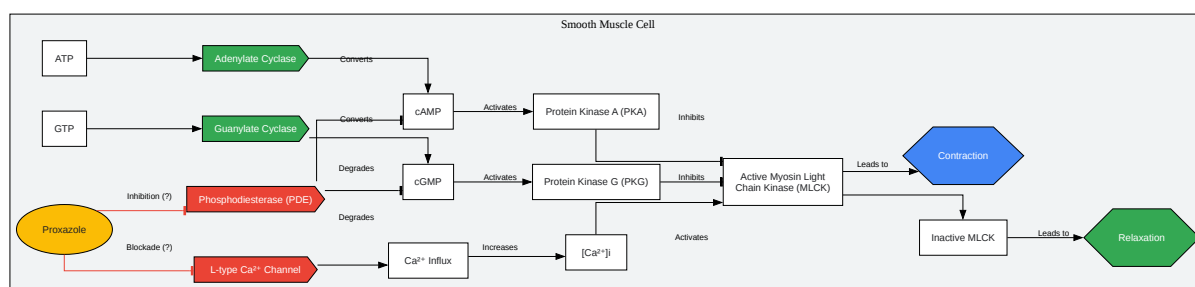 Smooth Muscle Cell
ATP
Adenylate Cyclase
Converts
cAMP
Activates
Protein Kinase A (PKA)
Inhibits
GTP
Guanylate Cyclase
Converts
Contraction
Degrades
cGMP
Activates
Protein Kinase G (PKG)
Inhibits
Active Myosin Light
Chain Kinase (MLCK)
Leads to
Inhibition (?)
Phosphodiesterase (PDE)
Degrades
Proxazole
Blockade (?)
L-type Ca²⁺ Channel
Ca²⁺ Influx
Increases
[Ca²⁺]i
Activates
Inactive MLCK
Leads to
Relaxation